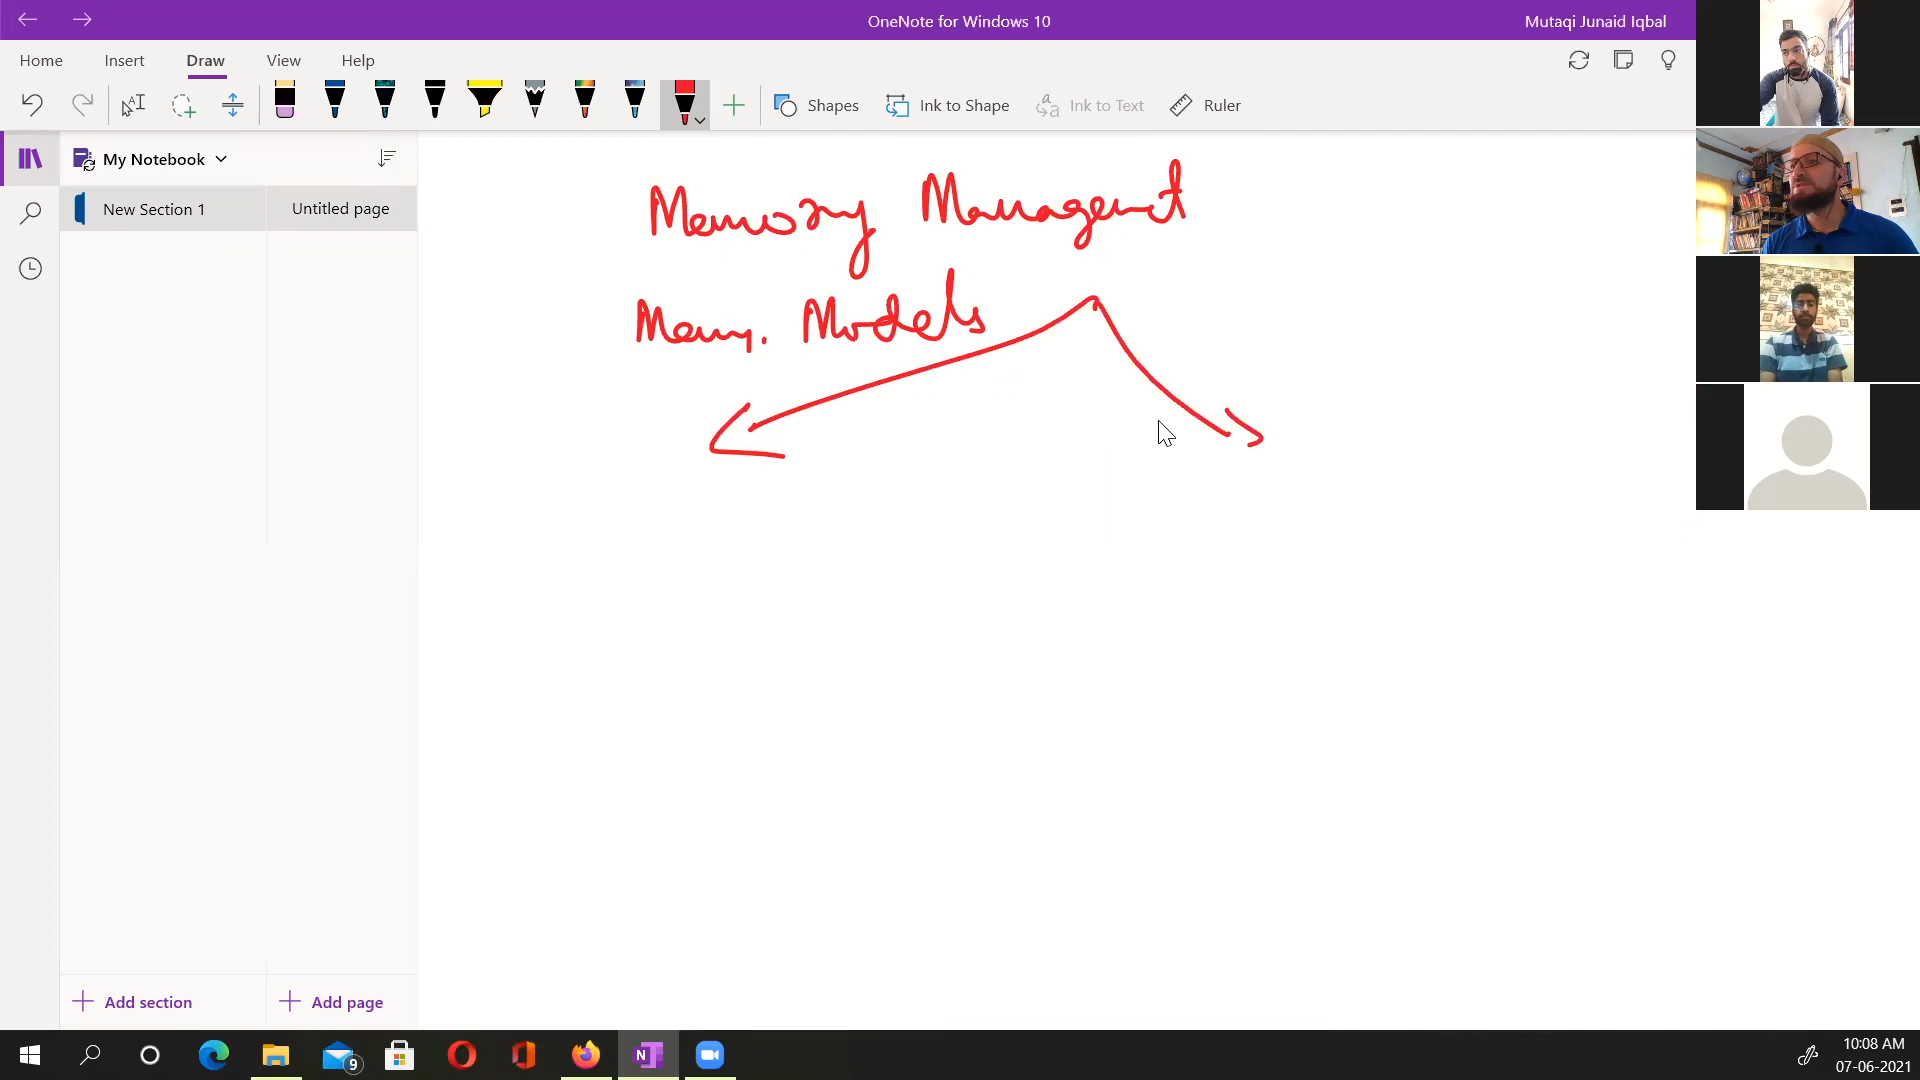 OneNote for Windows 10
Mutaqi Junaid Iqbal
Home Insert Draw View Help
Shapes Ink to Shape Ink to Text Ruler
My Notebook
New Section 1
Untitled page
Memory Managemt
Mem. Models
Add section
Add page
9
N
10:08 AM
07-06-2021